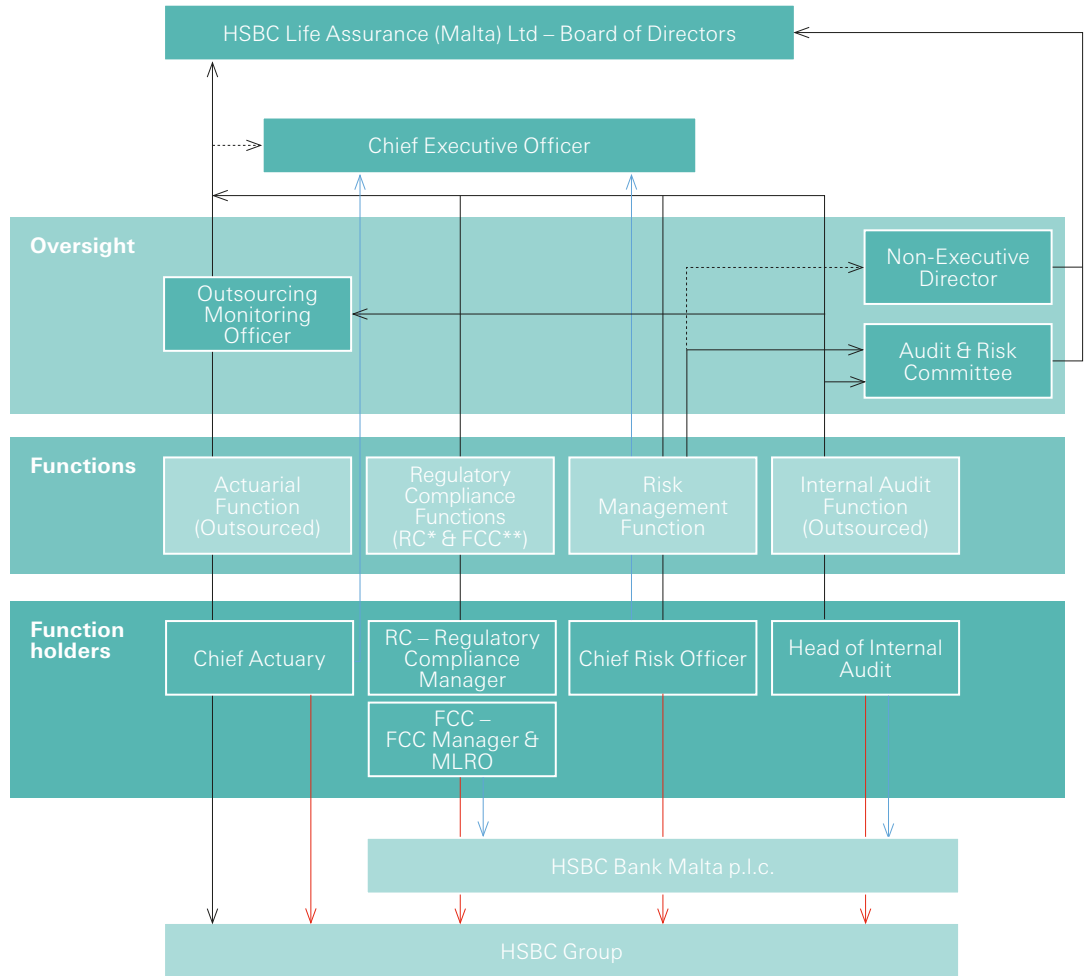 HSBC Life Assurance (Malta) Ltd – Board of Directors
Chief Executive Officer
Oversight
Non-Executive
Director
Outsourcing
Monitoring
Officer
Audit & Risk
Committee
Functions
Actuarial
Function
(Outsourced)
Regulatory
Compliance
Functions
(RC* & FCC**)
Risk
Management
Function
Internal Audit
Function
(Outsourced)
Function
holders
Chief Actuary
RC – Regulatory
Compliance
Manager
Chief Risk Officer
Head of Internal
Audit
FCC –
FCC Manager &
MLRO
HSBC Bank Malta p.l.c.
HSBC Group